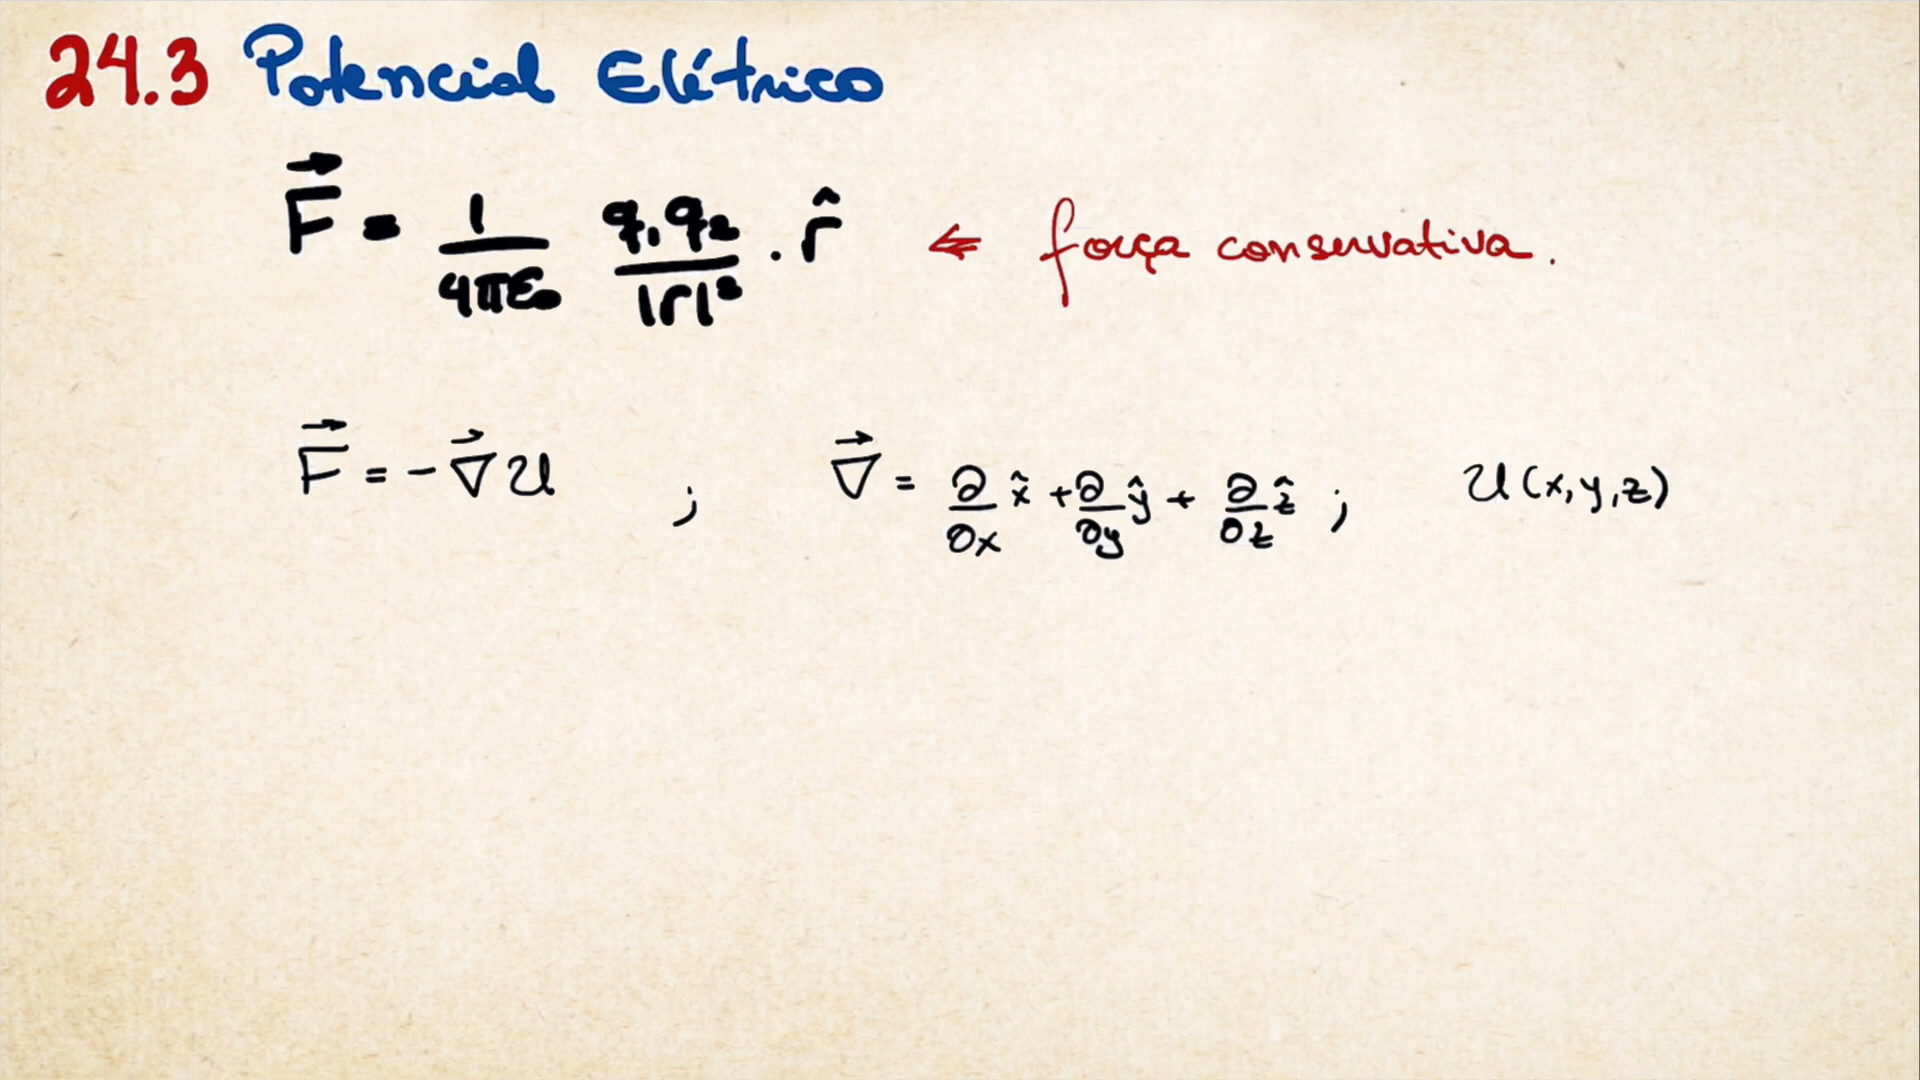 24.3 Potencial Elétrico
F⃗ = 1/(4πε₀) q₁q₂/|r|² · r̂ ⇐ força conservativa.
F⃗ = -∇⃗U ; ∇⃗ = ∂/∂x x̂ + ∂/∂y ŷ + ∂/∂z ẑ ; U(x,y,z)